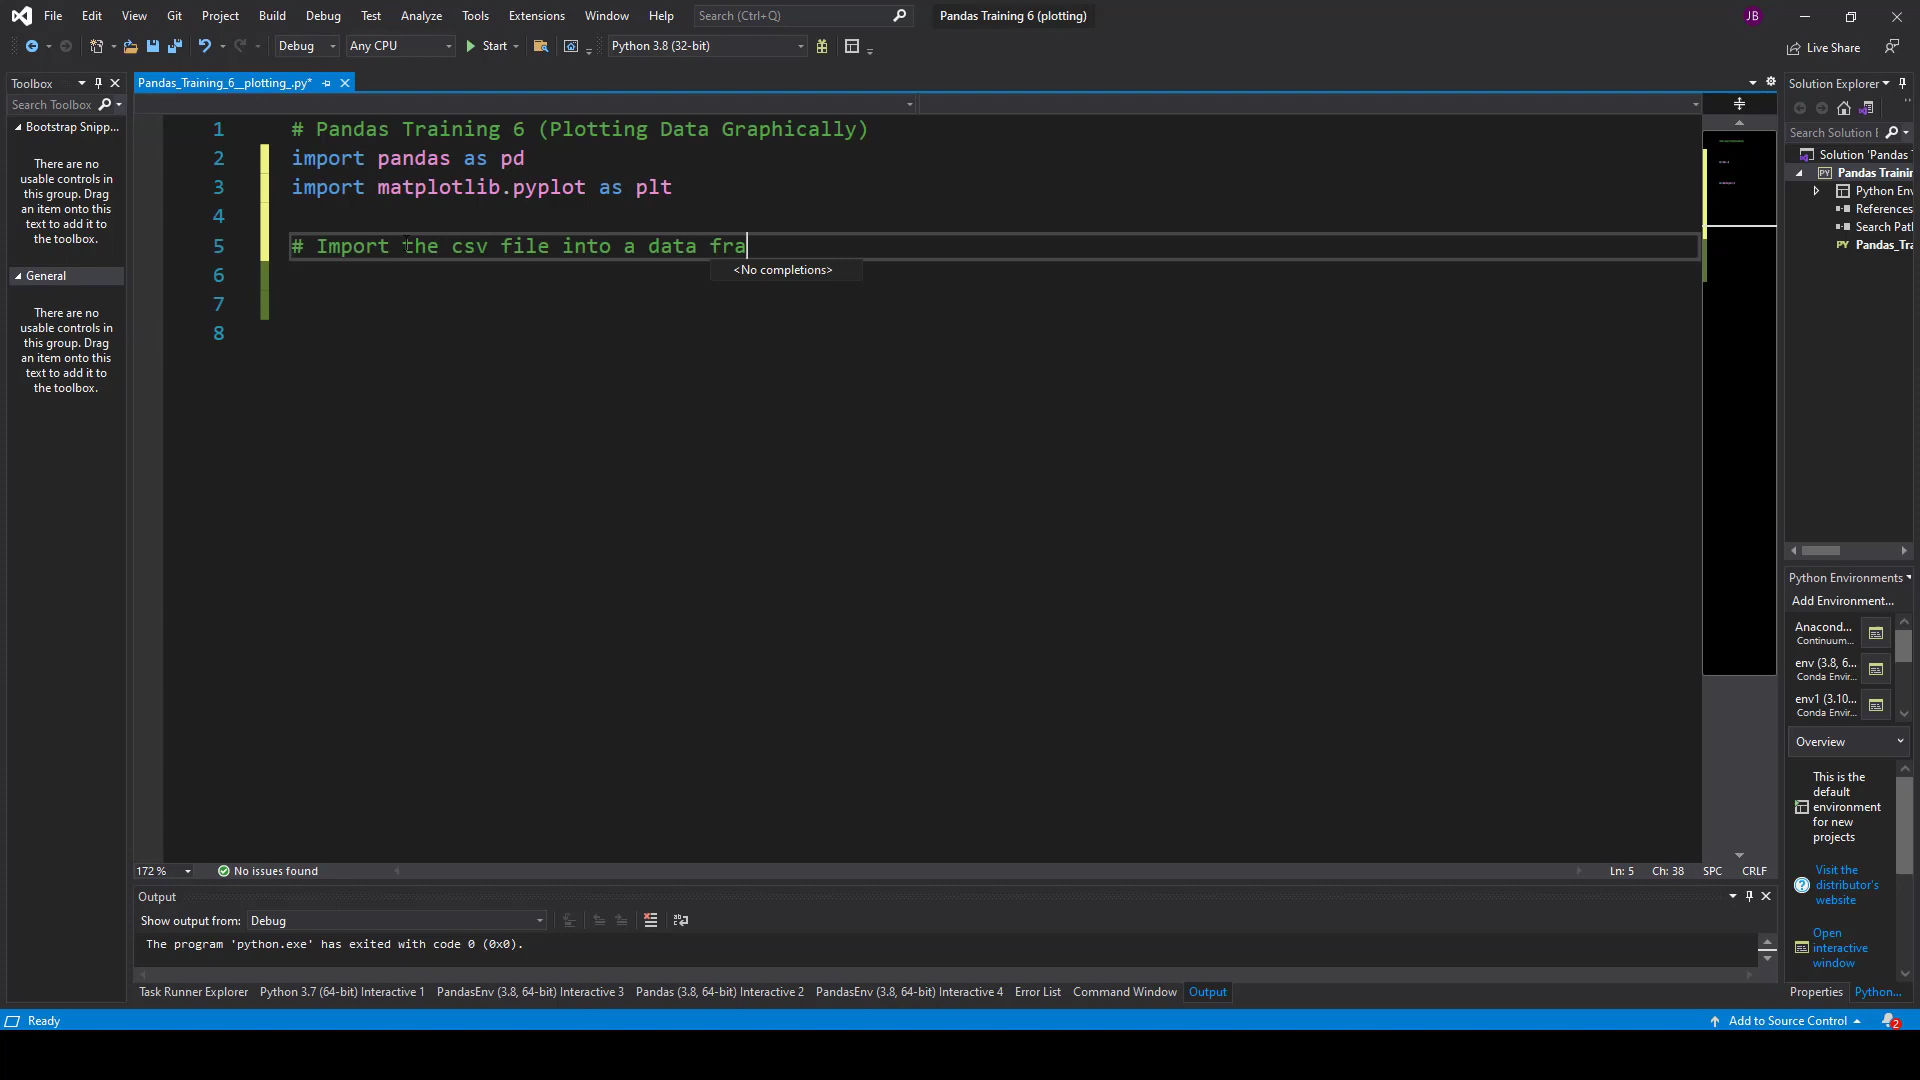 File Edit View Git Project Build Debug Test Analyze Tools Extensions Window Help Search (Ctrl+Q) Pandas Training 6 (plotting) JB
Debug Any CPU Start Python 3.8 (32-bit) Live Share
Toolbox
Search Toolbox
Bootstrap Snipp...
There are no
usable controls in
this group. Drag
an item onto this
text to add it to
the toolbox.
General
There are no
usable controls in
this group. Drag
an item onto this
text to add it to
the toolbox.
Pandas_Training_6__plotting_.py*
1 # Pandas Training 6 (Plotting Data Graphically)
2 import pandas as pd
3 import matplotlib.pyplot as plt
4
5 # Import the csv file into a data fra
<No completions>
6
7
8
172 % No issues found Ln: 5 Ch: 38 SPC CRLF
Output
Show output from: Debug
The program 'python.exe' has exited with code 0 (0x0).
Task Runner Explorer Python 3.7 (64-bit) Interactive 1 PandasEnv (3.8, 64-bit) Interactive 3 Pandas (3.8, 64-bit) Interactive 2 PandasEnv (3.8, 64-bit) Interactive 4 Error List Command Window Output
Solution Explorer
Search Solution E
Solution 'Pandas
Pandas Trainin
Python Env
References
Search Path
Pandas_Tra
Python Environments
Add Environment...
Anacond...
Continuum...
env (3.8, 6...
Conda Envir...
env1 (3.10...
Conda Envir...
Overview
This is the
default
environment
for new
projects
Visit the
distributor's
website
Open
interactive
window
Properties Python...
Ready Add to Source Control 2